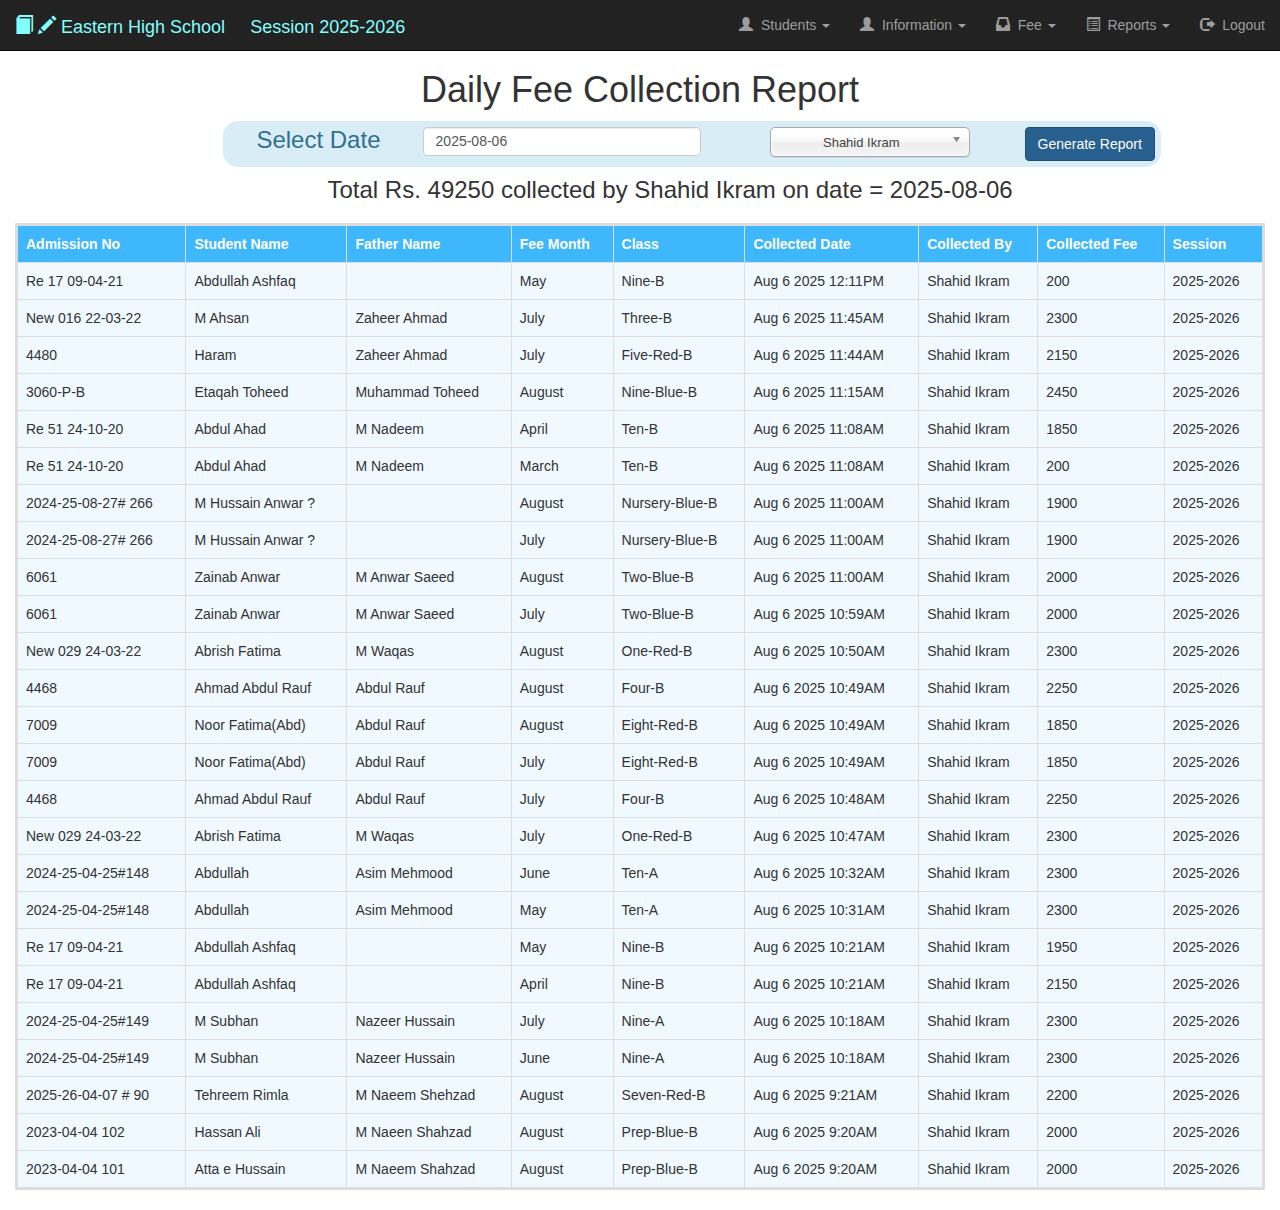 Eastern High School Session 2025-2026 Students Information Fee Reports Logout
Daily Fee Collection Report
Select Date 2025-08-06 Shahid Ikram Generate Report
Total Rs. 49250 collected by Shahid Ikram on date = 2025-08-06
Admission No Student Name Father Name Fee Month Class Collected Date Collected By Collected Fee Session
Re 17 09-04-21 Abdullah Ashfaq May Nine-B Aug 6 2025 12:11PM Shahid Ikram 200 2025-2026
New 016 22-03-22 M Ahsan Zaheer Ahmad July Three-B Aug 6 2025 11:45AM Shahid Ikram 2300 2025-2026
4480 Haram Zaheer Ahmad July Five-Red-B Aug 6 2025 11:44AM Shahid Ikram 2150 2025-2026
3060-P-B Etaqah Toheed Muhammad Toheed August Nine-Blue-B Aug 6 2025 11:15AM Shahid Ikram 2450 2025-2026
Re 51 24-10-20 Abdul Ahad M Nadeem April Ten-B Aug 6 2025 11:08AM Shahid Ikram 1850 2025-2026
Re 51 24-10-20 Abdul Ahad M Nadeem March Ten-B Aug 6 2025 11:08AM Shahid Ikram 200 2025-2026
2024-25-08-27# 266 M Hussain Anwar ? August Nursery-Blue-B Aug 6 2025 11:00AM Shahid Ikram 1900 2025-2026
2024-25-08-27# 266 M Hussain Anwar ? July Nursery-Blue-B Aug 6 2025 11:00AM Shahid Ikram 1900 2025-2026
6061 Zainab Anwar M Anwar Saeed August Two-Blue-B Aug 6 2025 11:00AM Shahid Ikram 2000 2025-2026
6061 Zainab Anwar M Anwar Saeed July Two-Blue-B Aug 6 2025 10:59AM Shahid Ikram 2000 2025-2026
New 029 24-03-22 Abrish Fatima M Waqas August One-Red-B Aug 6 2025 10:50AM Shahid Ikram 2300 2025-2026
4468 Ahmad Abdul Rauf Abdul Rauf August Four-B Aug 6 2025 10:49AM Shahid Ikram 2250 2025-2026
7009 Noor Fatima(Abd) Abdul Rauf August Eight-Red-B Aug 6 2025 10:49AM Shahid Ikram 1850 2025-2026
7009 Noor Fatima(Abd) Abdul Rauf July Eight-Red-B Aug 6 2025 10:49AM Shahid Ikram 1850 2025-2026
4468 Ahmad Abdul Rauf Abdul Rauf July Four-B Aug 6 2025 10:48AM Shahid Ikram 2250 2025-2026
New 029 24-03-22 Abrish Fatima M Waqas July One-Red-B Aug 6 2025 10:47AM Shahid Ikram 2300 2025-2026
2024-25-04-25#148 Abdullah Asim Mehmood June Ten-A Aug 6 2025 10:32AM Shahid Ikram 2300 2025-2026
2024-25-04-25#148 Abdullah Asim Mehmood May Ten-A Aug 6 2025 10:31AM Shahid Ikram 2300 2025-2026
Re 17 09-04-21 Abdullah Ashfaq May Nine-B Aug 6 2025 10:21AM Shahid Ikram 1950 2025-2026
Re 17 09-04-21 Abdullah Ashfaq April Nine-B Aug 6 2025 10:21AM Shahid Ikram 2150 2025-2026
2024-25-04-25#149 M Subhan Nazeer Hussain July Nine-A Aug 6 2025 10:18AM Shahid Ikram 2300 2025-2026
2024-25-04-25#149 M Subhan Nazeer Hussain June Nine-A Aug 6 2025 10:18AM Shahid Ikram 2300 2025-2026
2025-26-04-07 # 90 Tehreem Rimla M Naeem Shehzad August Seven-Red-B Aug 6 2025 9:21AM Shahid Ikram 2200 2025-2026
2023-04-04 102 Hassan Ali M Naeen Shahzad August Prep-Blue-B Aug 6 2025 9:20AM Shahid Ikram 2000 2025-2026
2023-04-04 101 Atta e Hussain M Naeem Shahzad August Prep-Blue-B Aug 6 2025 9:20AM Shahid Ikram 2000 2025-2026